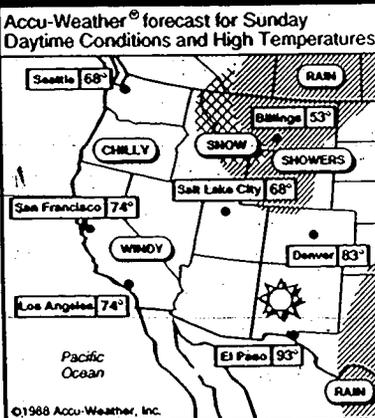 Accu-Weather® forecast for Sunday
Daytime Conditions and High Temperatures
RAIN
Seattle 68°
Billings 53°
CHILLY
SNOW
SHOWERS
Salt Lake City 68°
San Francisco 74°
WINDY
Denver 83°
Los Angeles 74°
Pacific
Ocean
El Paso 93°
RAIN
©1988 Accu-Weather, Inc.